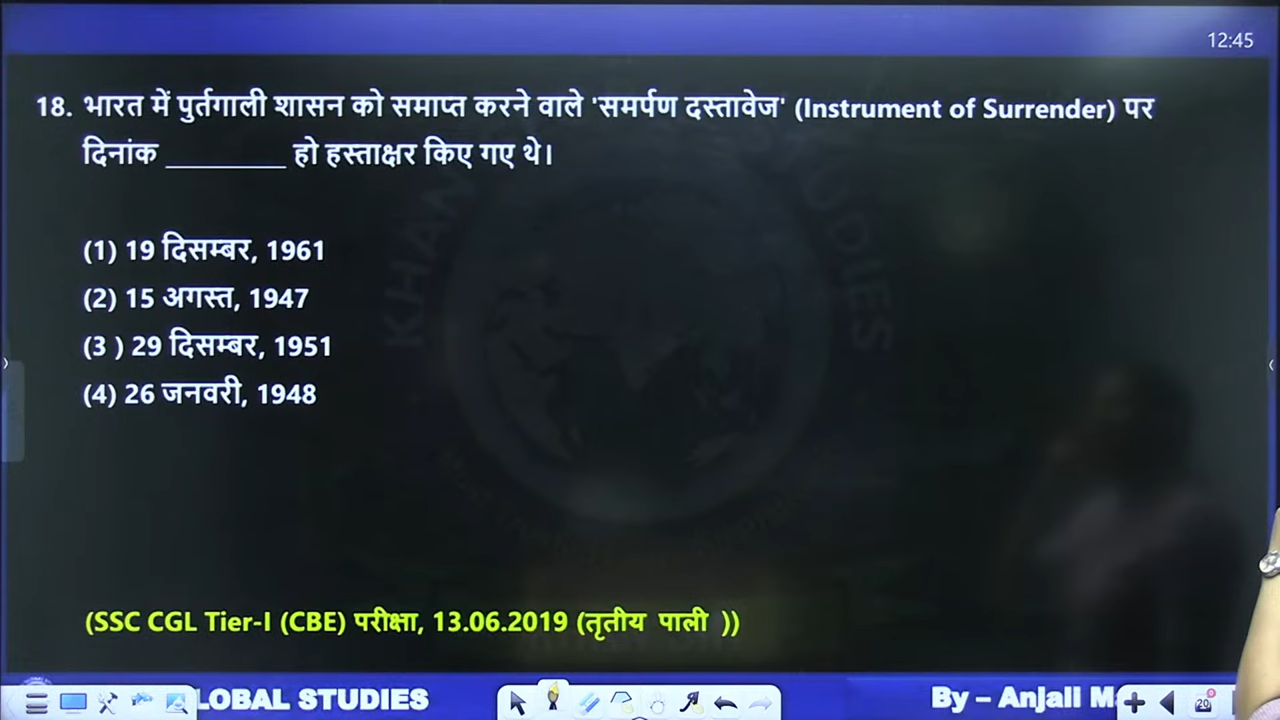 12:45
18. भारत में पुर्तगाली शासन को समाप्त करने वाले 'समर्पण दस्तावेज' (Instrument of Surrender) पर
दिनांक ________ हो हस्ताक्षर किए गए थे।
(1) 19 दिसम्बर, 1961
(2) 15 अगस्त, 1947
(3 ) 29 दिसम्बर, 1951
(4) 26 जनवरी, 1948
(SSC CGL Tier-I (CBE) परीक्षा, 13.06.2019 (तृतीय पाली ))
LOBAL STUDIES
By – Anjali
20